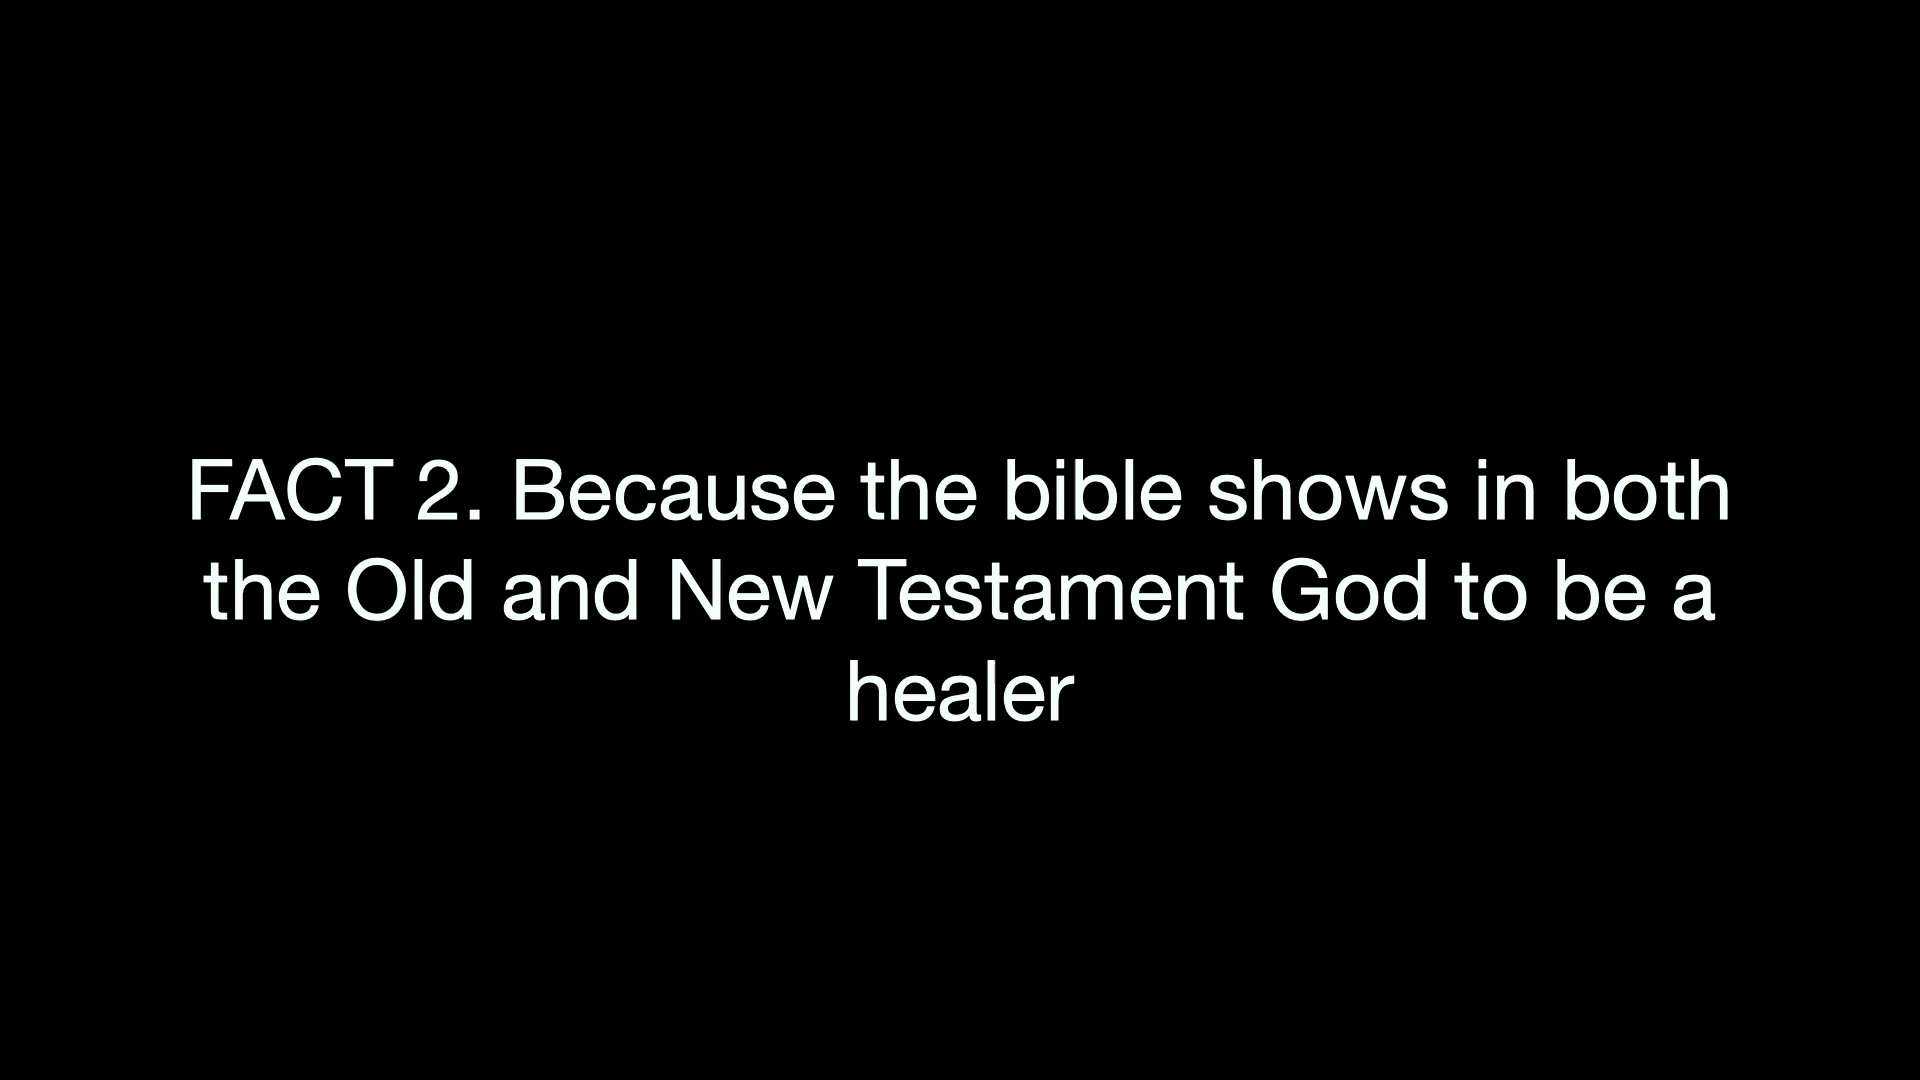 FACT 2. Because the bible shows in both
the Old and New Testament God to be a
healer